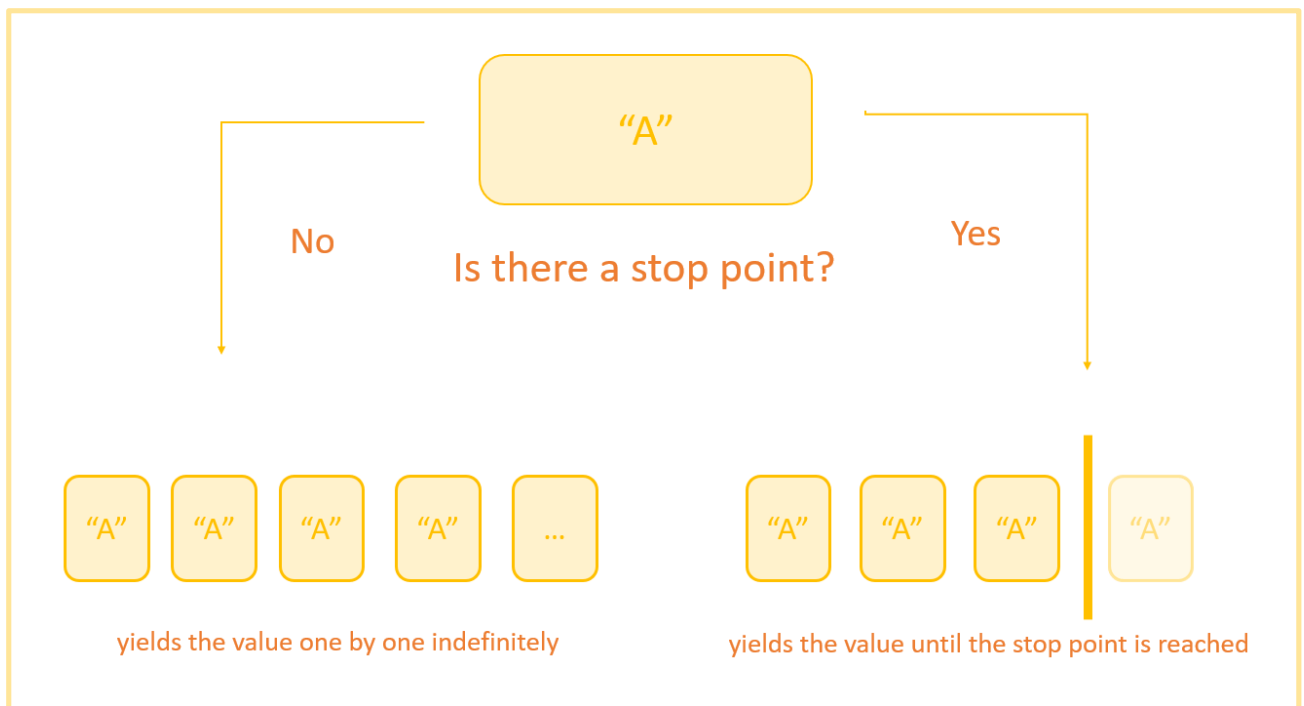 “A”
No
Yes
Is there a stop point?
“A”
“A”
“A”
“A”
...
“A”
“A”
“A”
“A”
yields the value one by one indefinitely
yields the value until the stop point is reached